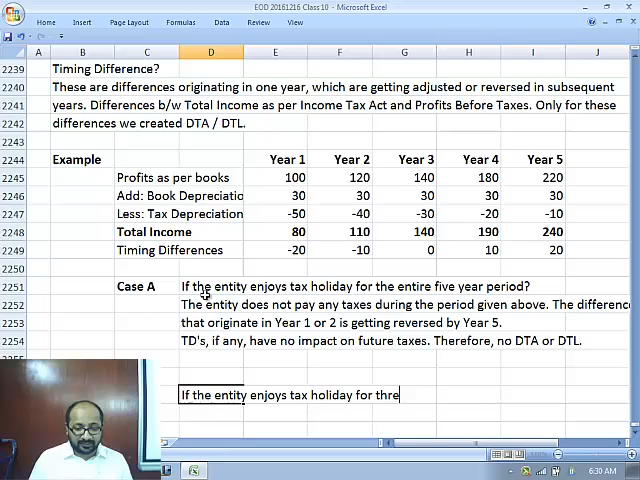 EOD 20161216 Class 10 - Microsoft Excel
Home Insert Page Layout Formulas Data Review View
A B C D E F G H I J
2239 Timing Difference?
2240 These are differences originating in one year, which are getting adjusted or reversed in subsequent
2241 years. Differences b/w Total Income as per Income Tax Act and Profits Before Taxes. Only for these
2242 differences we created DTA / DTL.
2243
2244 Example Year 1 Year 2 Year 3 Year 4 Year 5
2245 Profits as per books 100 120 140 180 220
2246 Add: Book Depreciatio 30 30 30 30 30
2247 Less: Tax Depreciation -50 -40 -30 -20 -10
2248 Total Income 80 110 140 190 240
2249 Timing Differences -20 -10 0 10 20
2250
2251 Case A If the entity enjoys tax holiday for the entire five year period?
2252 The entity does not pay any taxes during the period given above. The difference
2253 that originate in Year 1 or 2 is getting reversed by Year 5.
2254 TD's, if any, have no impact on future taxes. Therefore, no DTA or DTL.
If the entity enjoys tax holiday for thre
6:30 AM